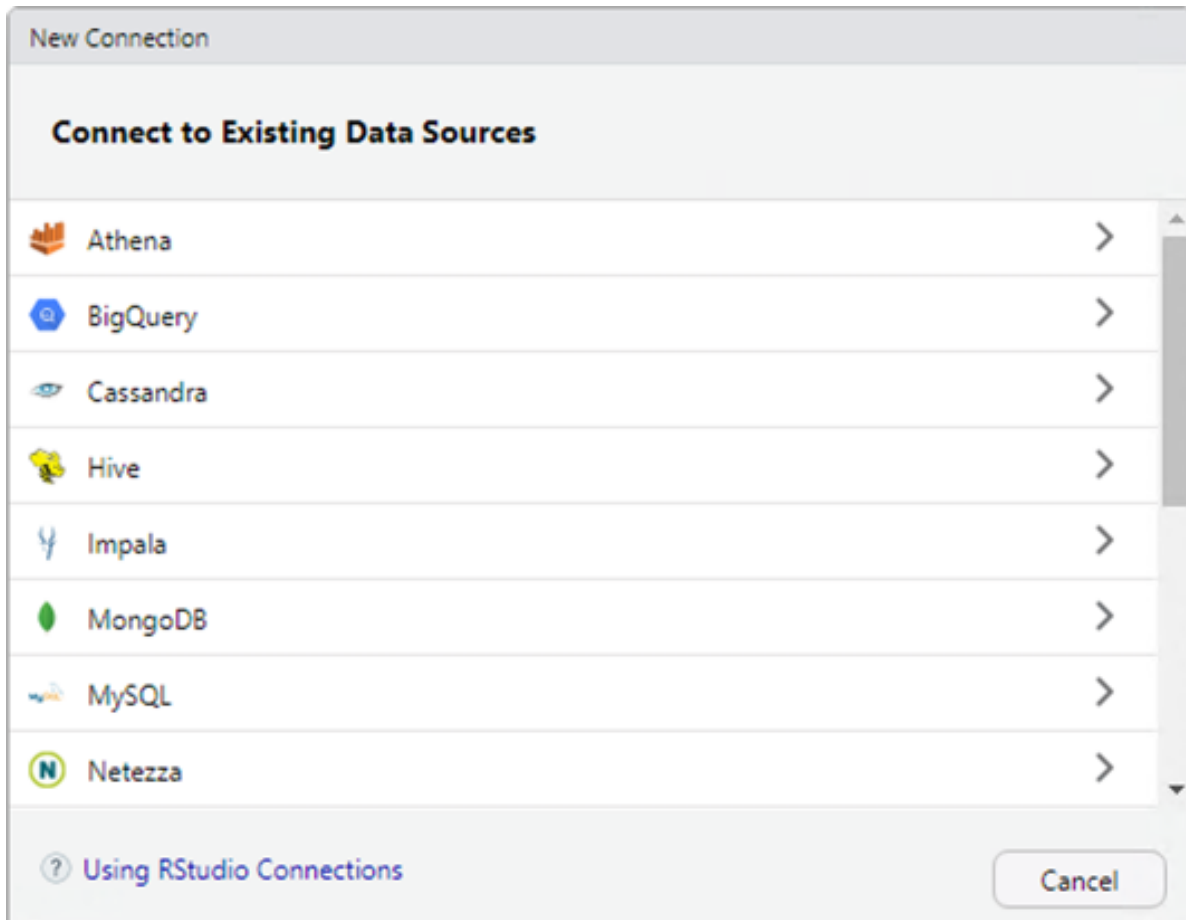 New Connection
Connect to Existing Data Sources
Athena
BigQuery
Cassandra
Hive
Impala
MongoDB
MySQL
N Netezza
? Using RStudio Connections
Cancel